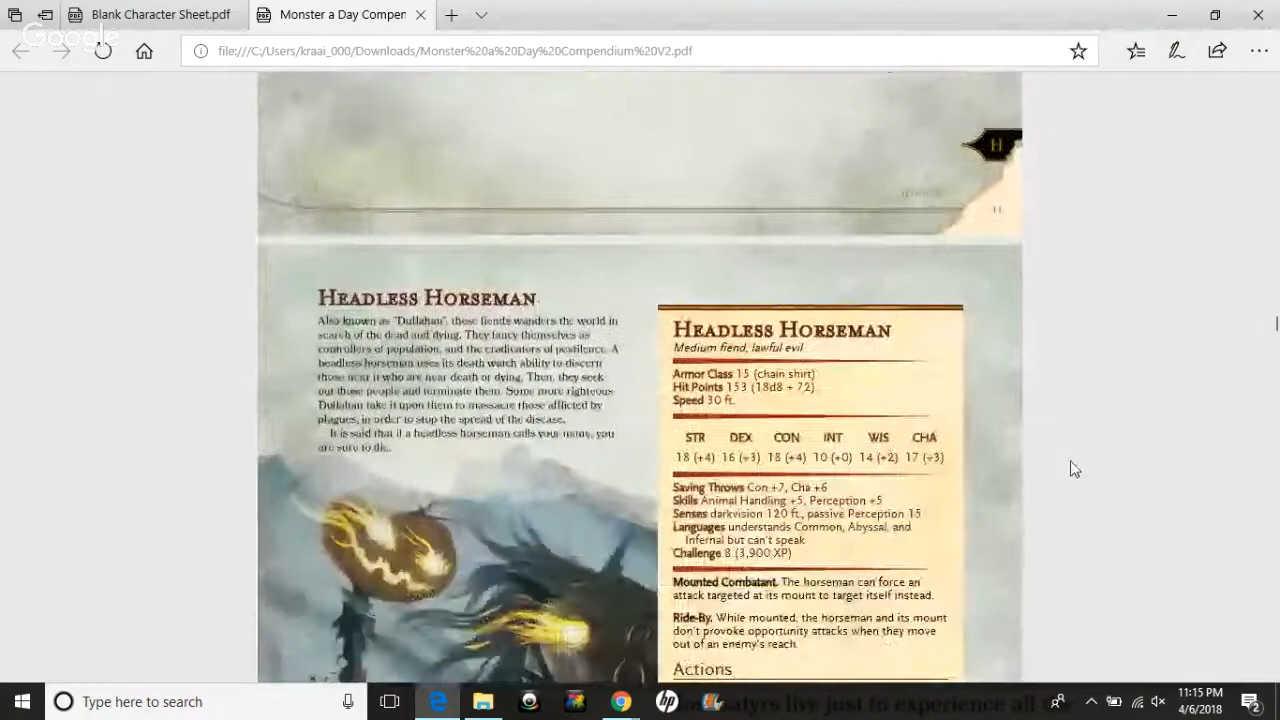 Blank Character Sheet.pdf
Monster a Day Compen
Google
file:///C:/Users/kraai_000/Downloads/Monster%20a%20Day%20Compendium%20V2.pdf
H
HEADLESS HORSEMAN
Also known as "Dullahan", these fiends wanders the world in
search of the dead and dying. They fancy themselves as
controllers of population, and the eradicators of pestilence. A
headless horseman uses its death watch ability to discern
those near it who are near death or dying. Then, they seek
out those people and terminate them. Some more righteous
Dullahan take it upon them to massacre those afflicted by
plagues, in order to stop the spread of the disease.
It is said that if a headless horseman calls your name, you
are sure to die.
HEADLESS HORSEMAN
Medium fiend, lawful evil
Armor Class 15 (chain shirt)
Hit Points 153 (18d8 + 72)
Speed 30 ft.
STR DEX CON INT WIS CHA
18 (+4) 16 (+3) 18 (+4) 10 (+0) 14 (+2) 17 (+3)
Saving Throws Con +7, Cha +6
Skills Animal Handling +5, Perception +5
Senses darkvision 120 ft., passive Perception 15
Languages understands Common, Abyssal, and
Infernal but can't speak
Challenge 8 (3,900 XP)
Mounted Combatant. The horseman can force an
attack targeted at its mount to target itself instead.
Ride-By. While mounted, the horseman and its mount
don't provoke opportunity attacks when they move
out of an enemy's reach.
Actions
Type here to search
satyrs live just to experience all the
11:15 PM
4/6/2018
2